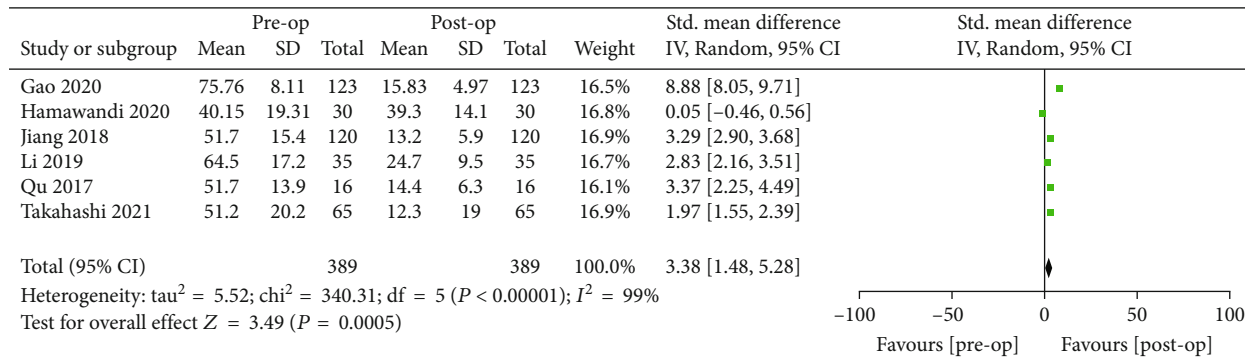 Pre-op Post-op Std. mean difference Std. mean difference
Study or subgroup Mean SD Total Mean SD Total Weight IV, Random, 95% CI IV, Random, 95% CI
Gao 2020 75.76 8.11 123 15.83 4.97 123 16.5% 8.88 [8.05, 9.71]
Hamawandi 2020 40.15 19.31 30 39.3 14.1 30 16.8% 0.05 [−0.46, 0.56]
Jiang 2018 51.7 15.4 120 13.2 5.9 120 16.9% 3.29 [2.90, 3.68]
Li 2019 64.5 17.2 35 24.7 9.5 35 16.7% 2.83 [2.16, 3.51]
Qu 2017 51.7 13.9 16 14.4 6.3 16 16.1% 3.37 [2.25, 4.49]
Takahashi 2021 51.2 20.2 65 12.3 19 65 16.9% 1.97 [1.55, 2.39]
Total (95% CI) 389 389 100.0% 3.38 [1.48, 5.28]
Heterogeneity: tau² = 5.52; chi² = 340.31; df = 5 (P < 0.00001); I² = 99%
Test for overall effect Z = 3.49 (P = 0.0005)
−100 −50 0 50 100
Favours [pre-op] Favours [post-op]